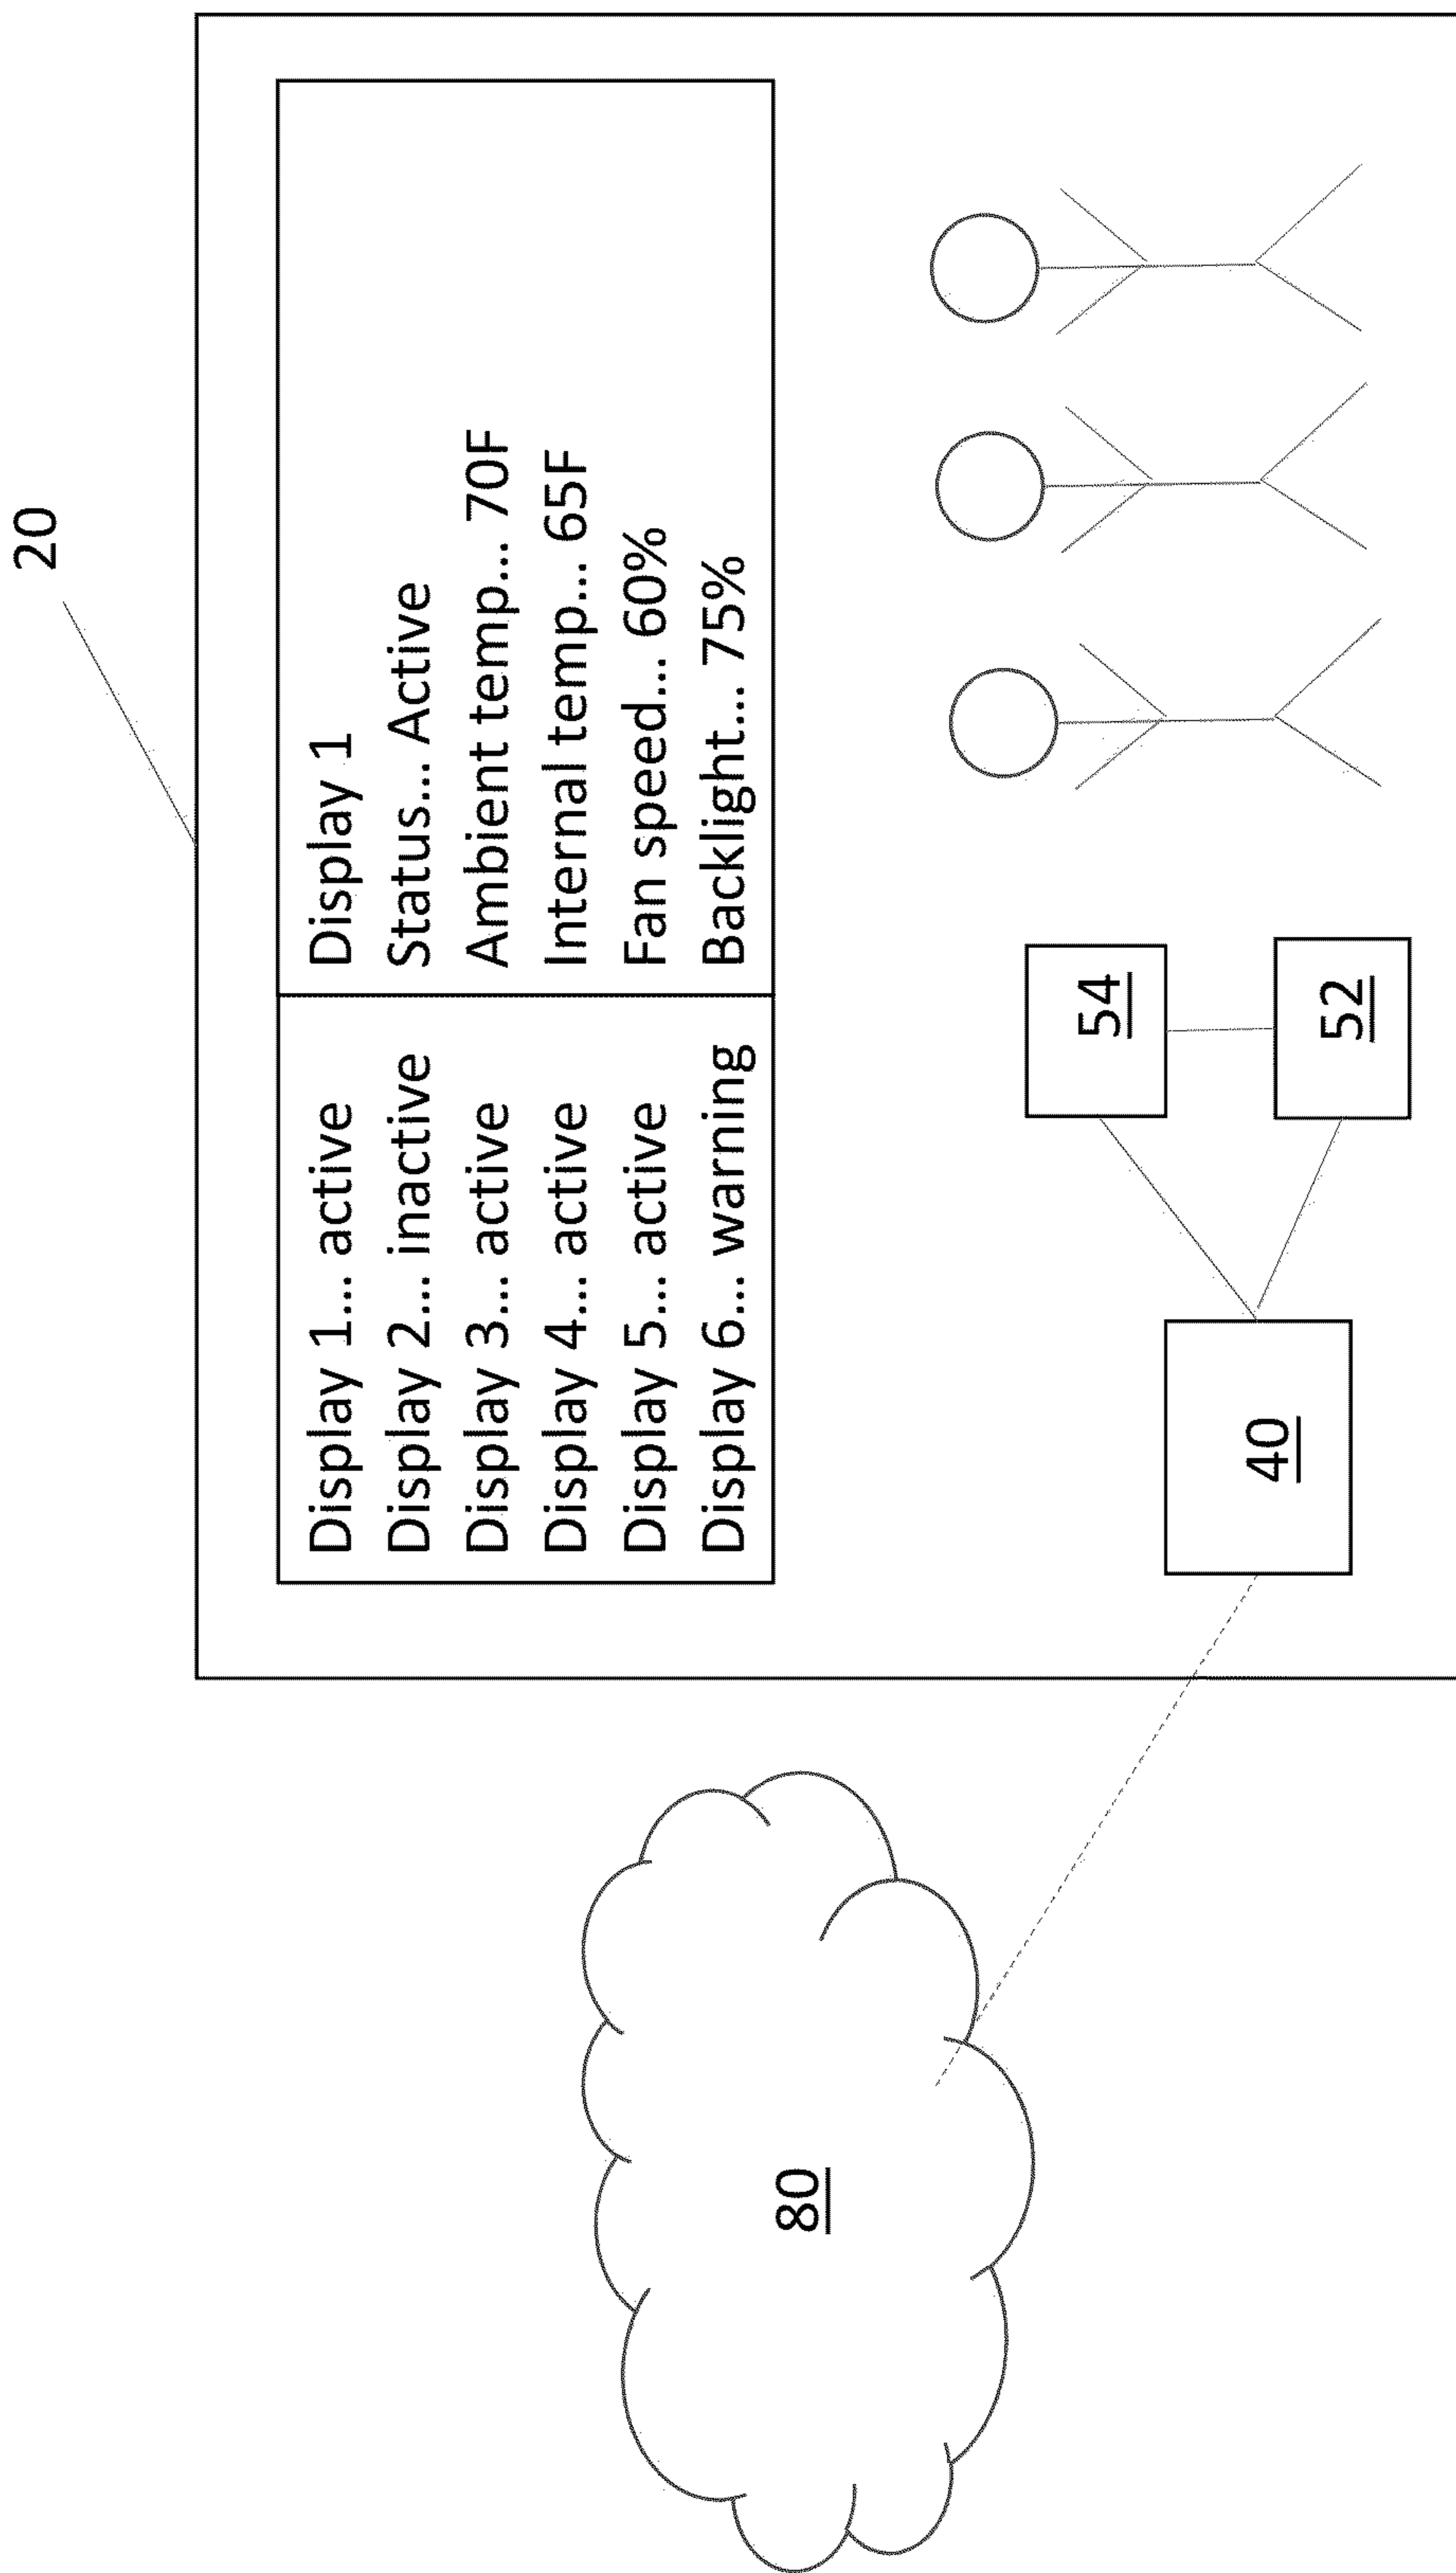 20
Display 1... active
Display 2... inactive
Display 3... active
Display 4... active
Display 5... active
Display 6... warning
Display 1
Status... Active
Ambient temp... 70F
Internal temp... 65F
Fan speed... 60%
Backlight... 75%
80
40
54
52